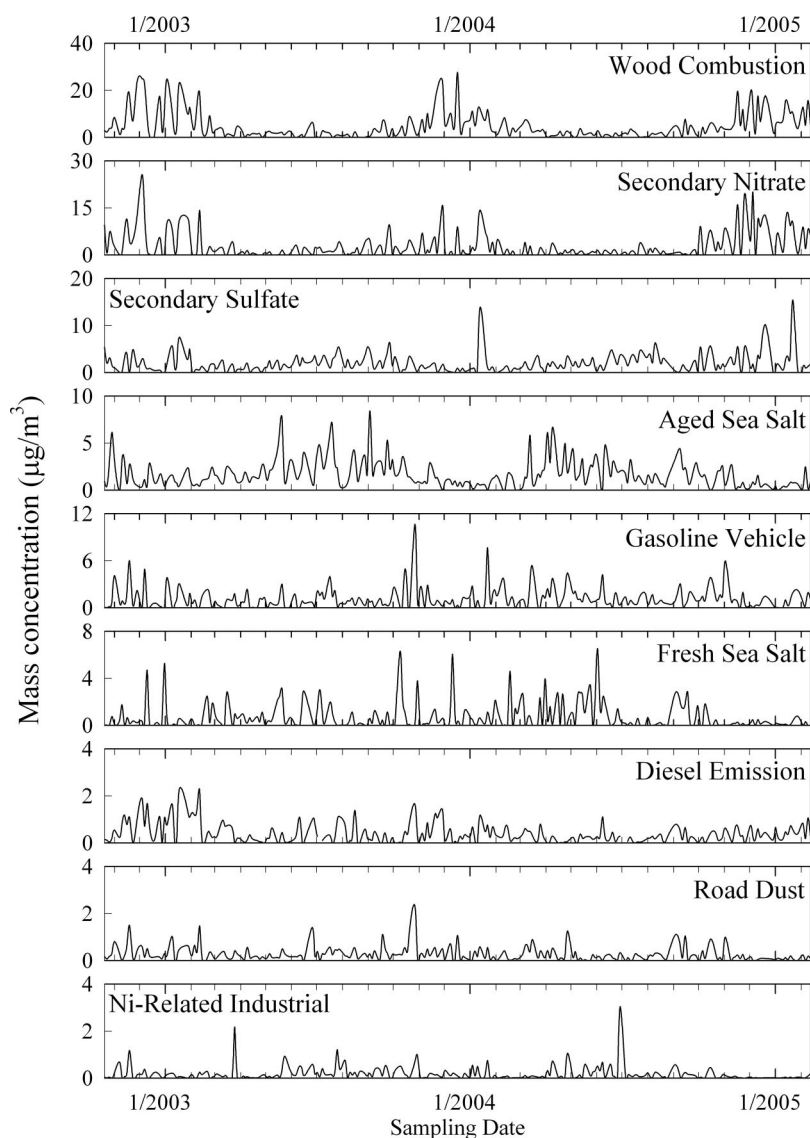 1/2003 1/2004 1/2005
40
Wood Combustion
20
0
30
Secondary Nitrate
15
0
20
Secondary Sulfate
10
0
10
Aged Sea Salt
5
0
12
Gasoline Vehicle
6
0
8
Fresh Sea Salt
4
0
4
Diesel Emission
2
0
4
Road Dust
2
0
4
Ni-Related Industrial
2
0
Mass concentration (µg/m³)
1/2003 1/2004 1/2005
Sampling Date